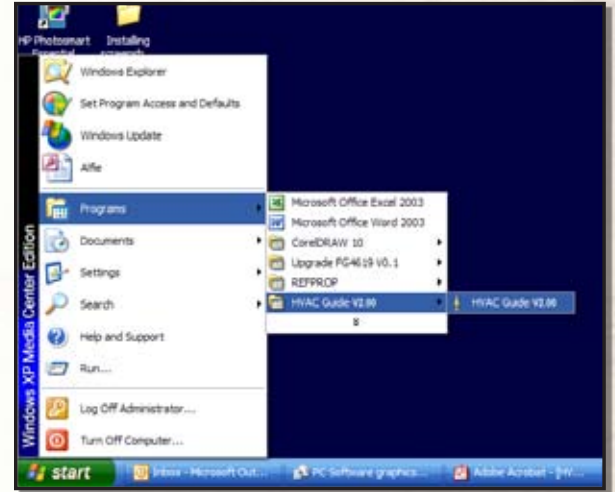 HP Photosmart
Essential
Installing
screends
Windows Explorer
Set Program Access and Defaults
Windows Update
Alfie
Programs
Documents
Settings
Search
Help and Support
Run...
Log Off Administrator...
Turn Off Computer...
Windows XP Media Center Edition
Microsoft Office Excel 2003
Microsoft Office Word 2003
CorelDRAW 10
Upgrade FG4619 V0.1
REFPROP
HVAC Guide V2.00
HVAC Guide V2.00
start
Inbox - Microsoft Out...
PC Software graphics...
Adobe Acrobat - [HV...